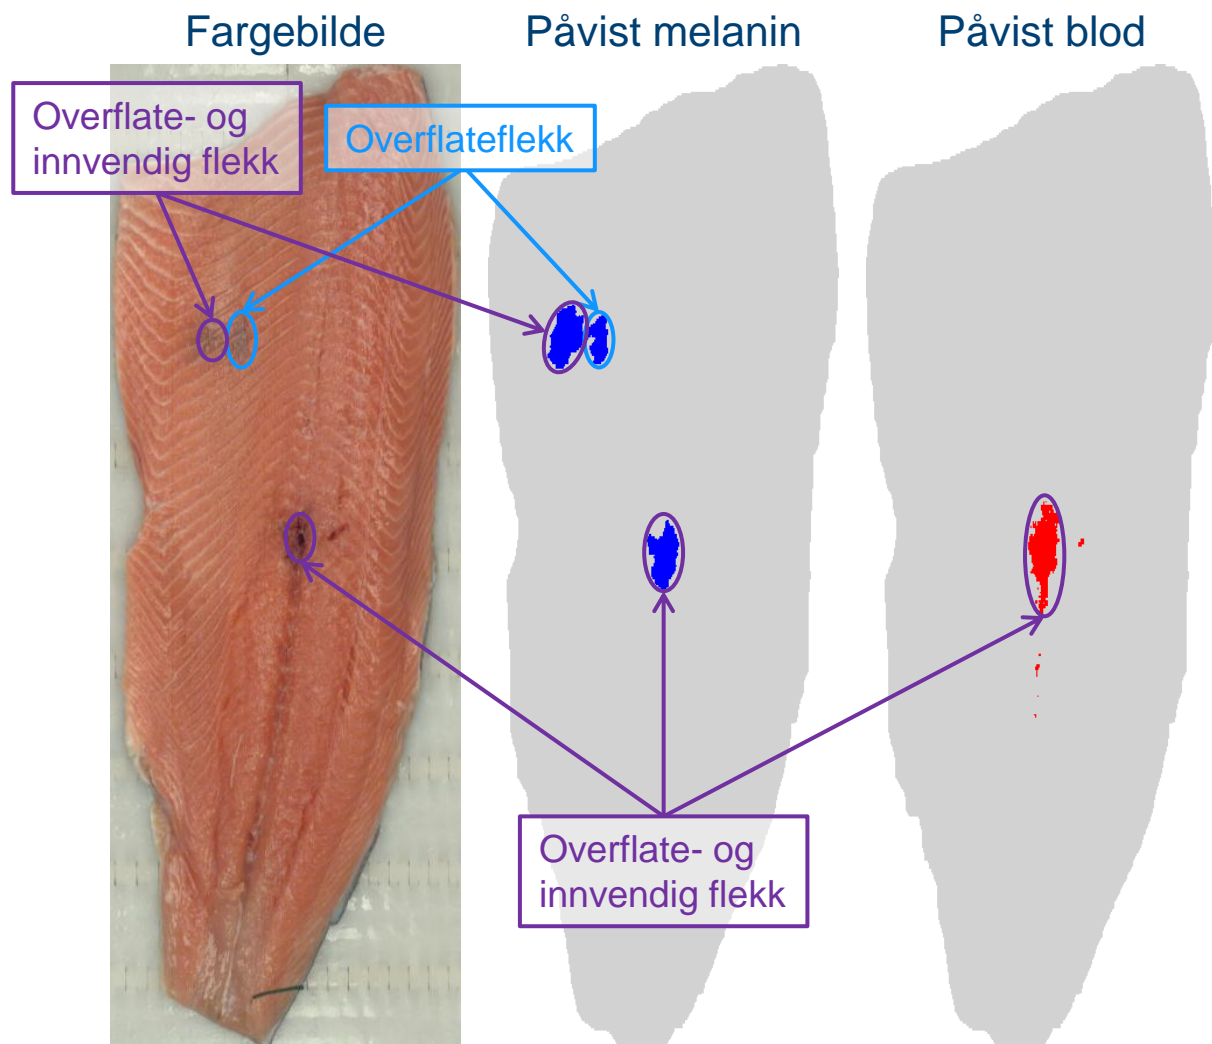 Fargebilde
Påvist melanin
Påvist blod
Overflate- og
innvendig flekk
Overflateflekk
Overflate- og
innvendig flekk